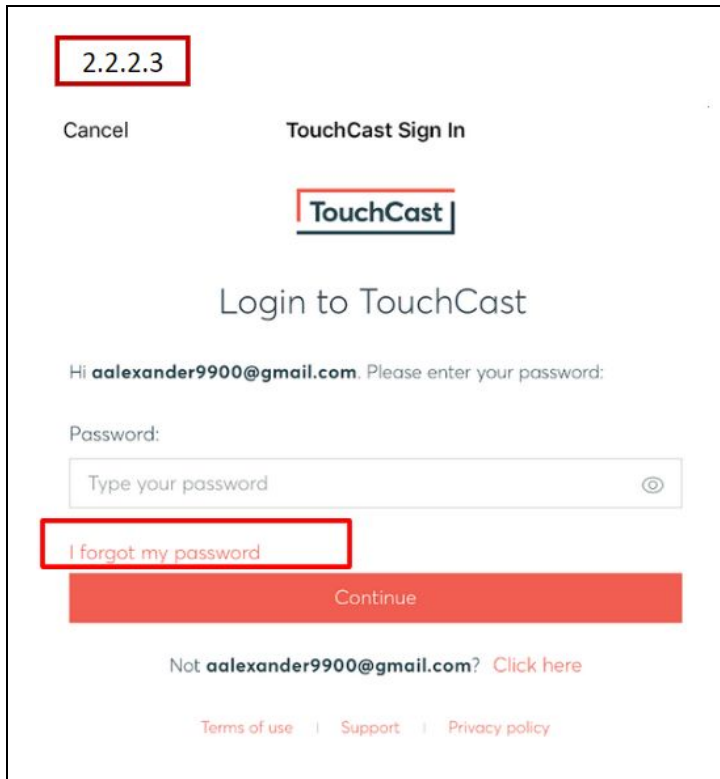 2.2.2.3
Cancel TouchCast Sign In
TouchCast
Login to TouchCast
Hi aalexander9900@gmail.com. Please enter your password:
Password:
Type your password
I forgot my password
Continue
Not aalexander9900@gmail.com? Click here
Terms of use | Support | Privacy policy